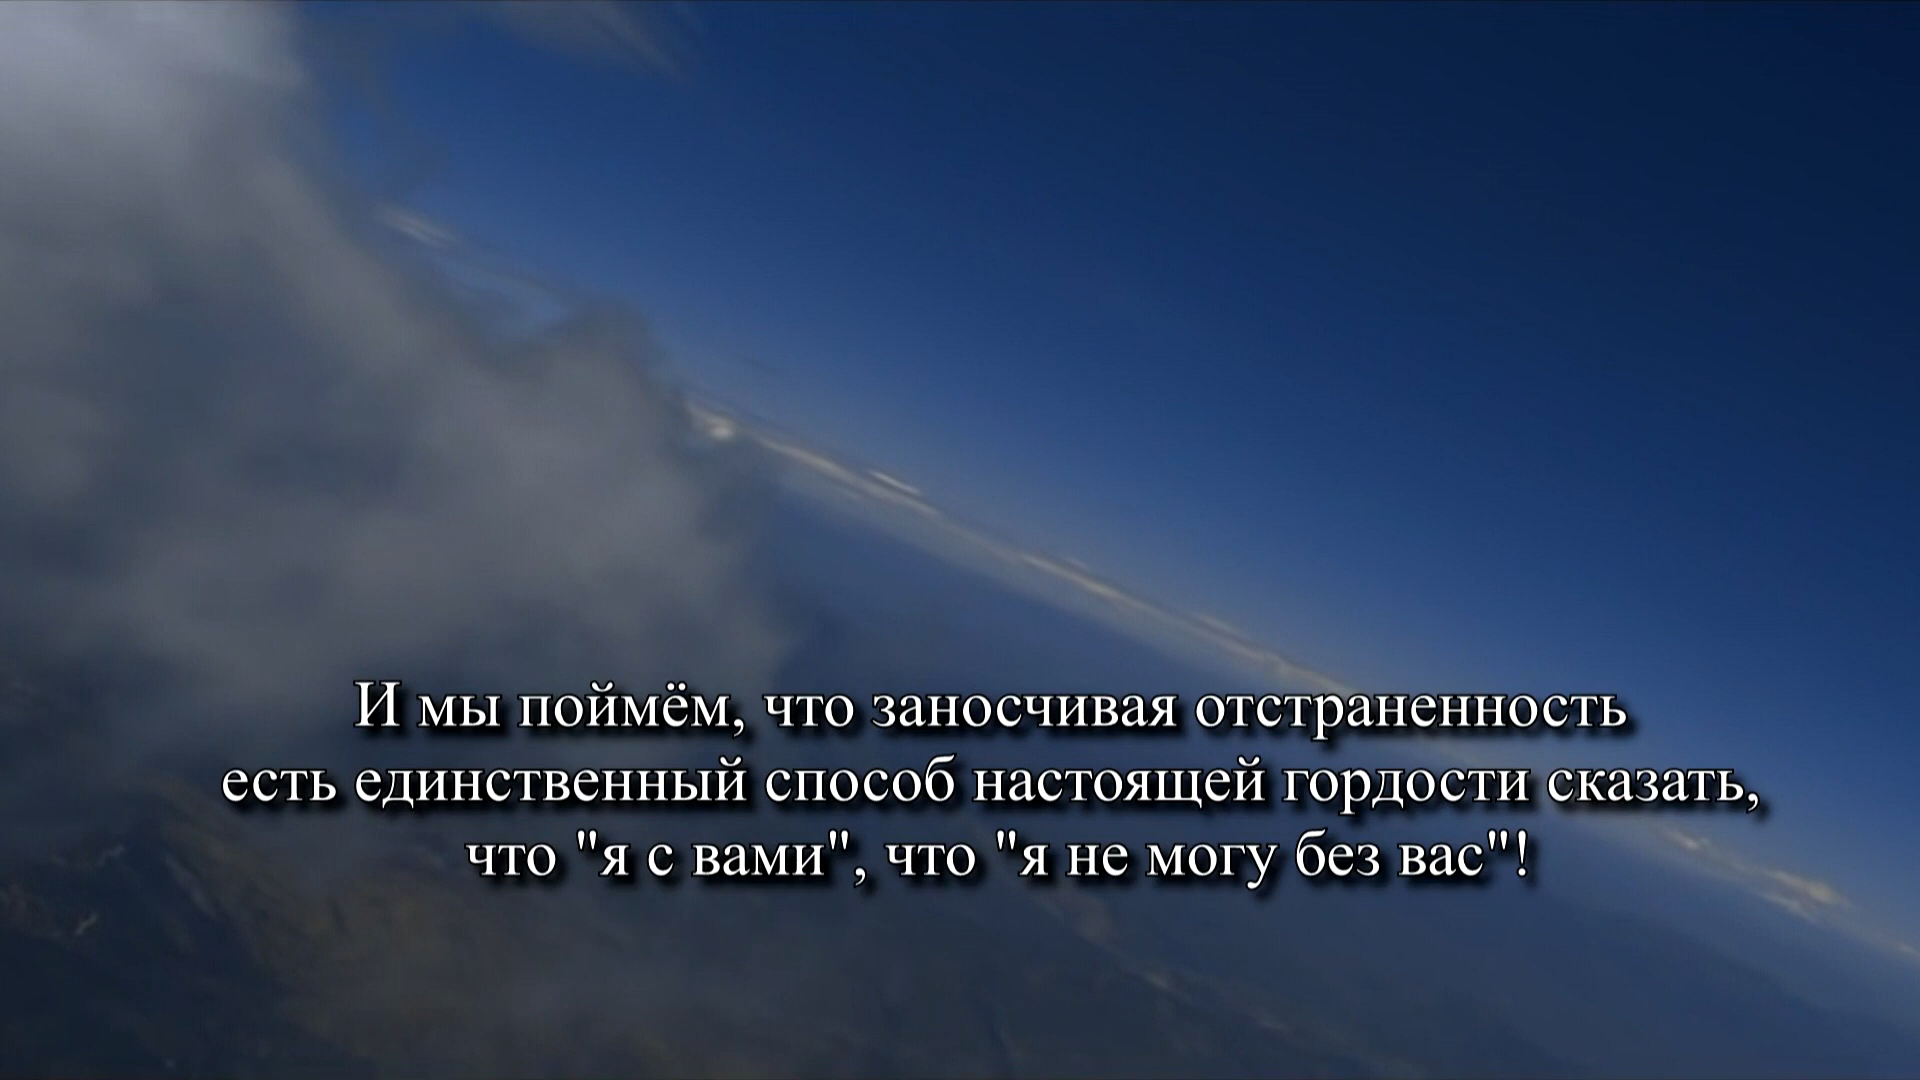 И мы поймём, что заносчивая отстраненность
есть единственный способ настоящей гордости сказать,
что "я с вами", что "я не могу без вас"!